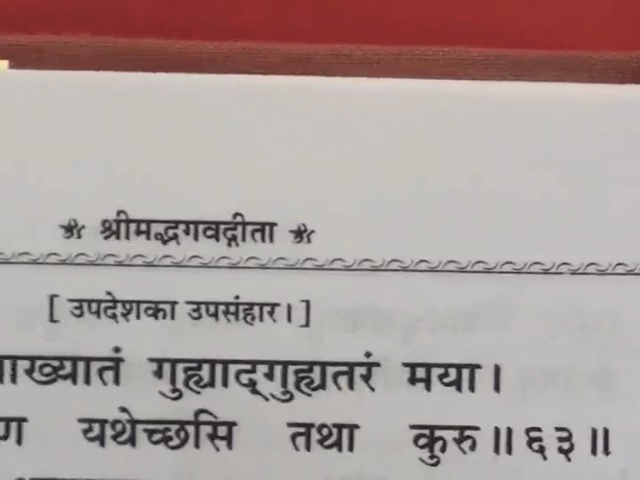 श्रीमद्भगवद्गीता
[ उपदेशका उपसंहार। ]
गुह्याद्‌गुह्यतरं मया।
यथेच्छसि तथा कुरु॥६३॥